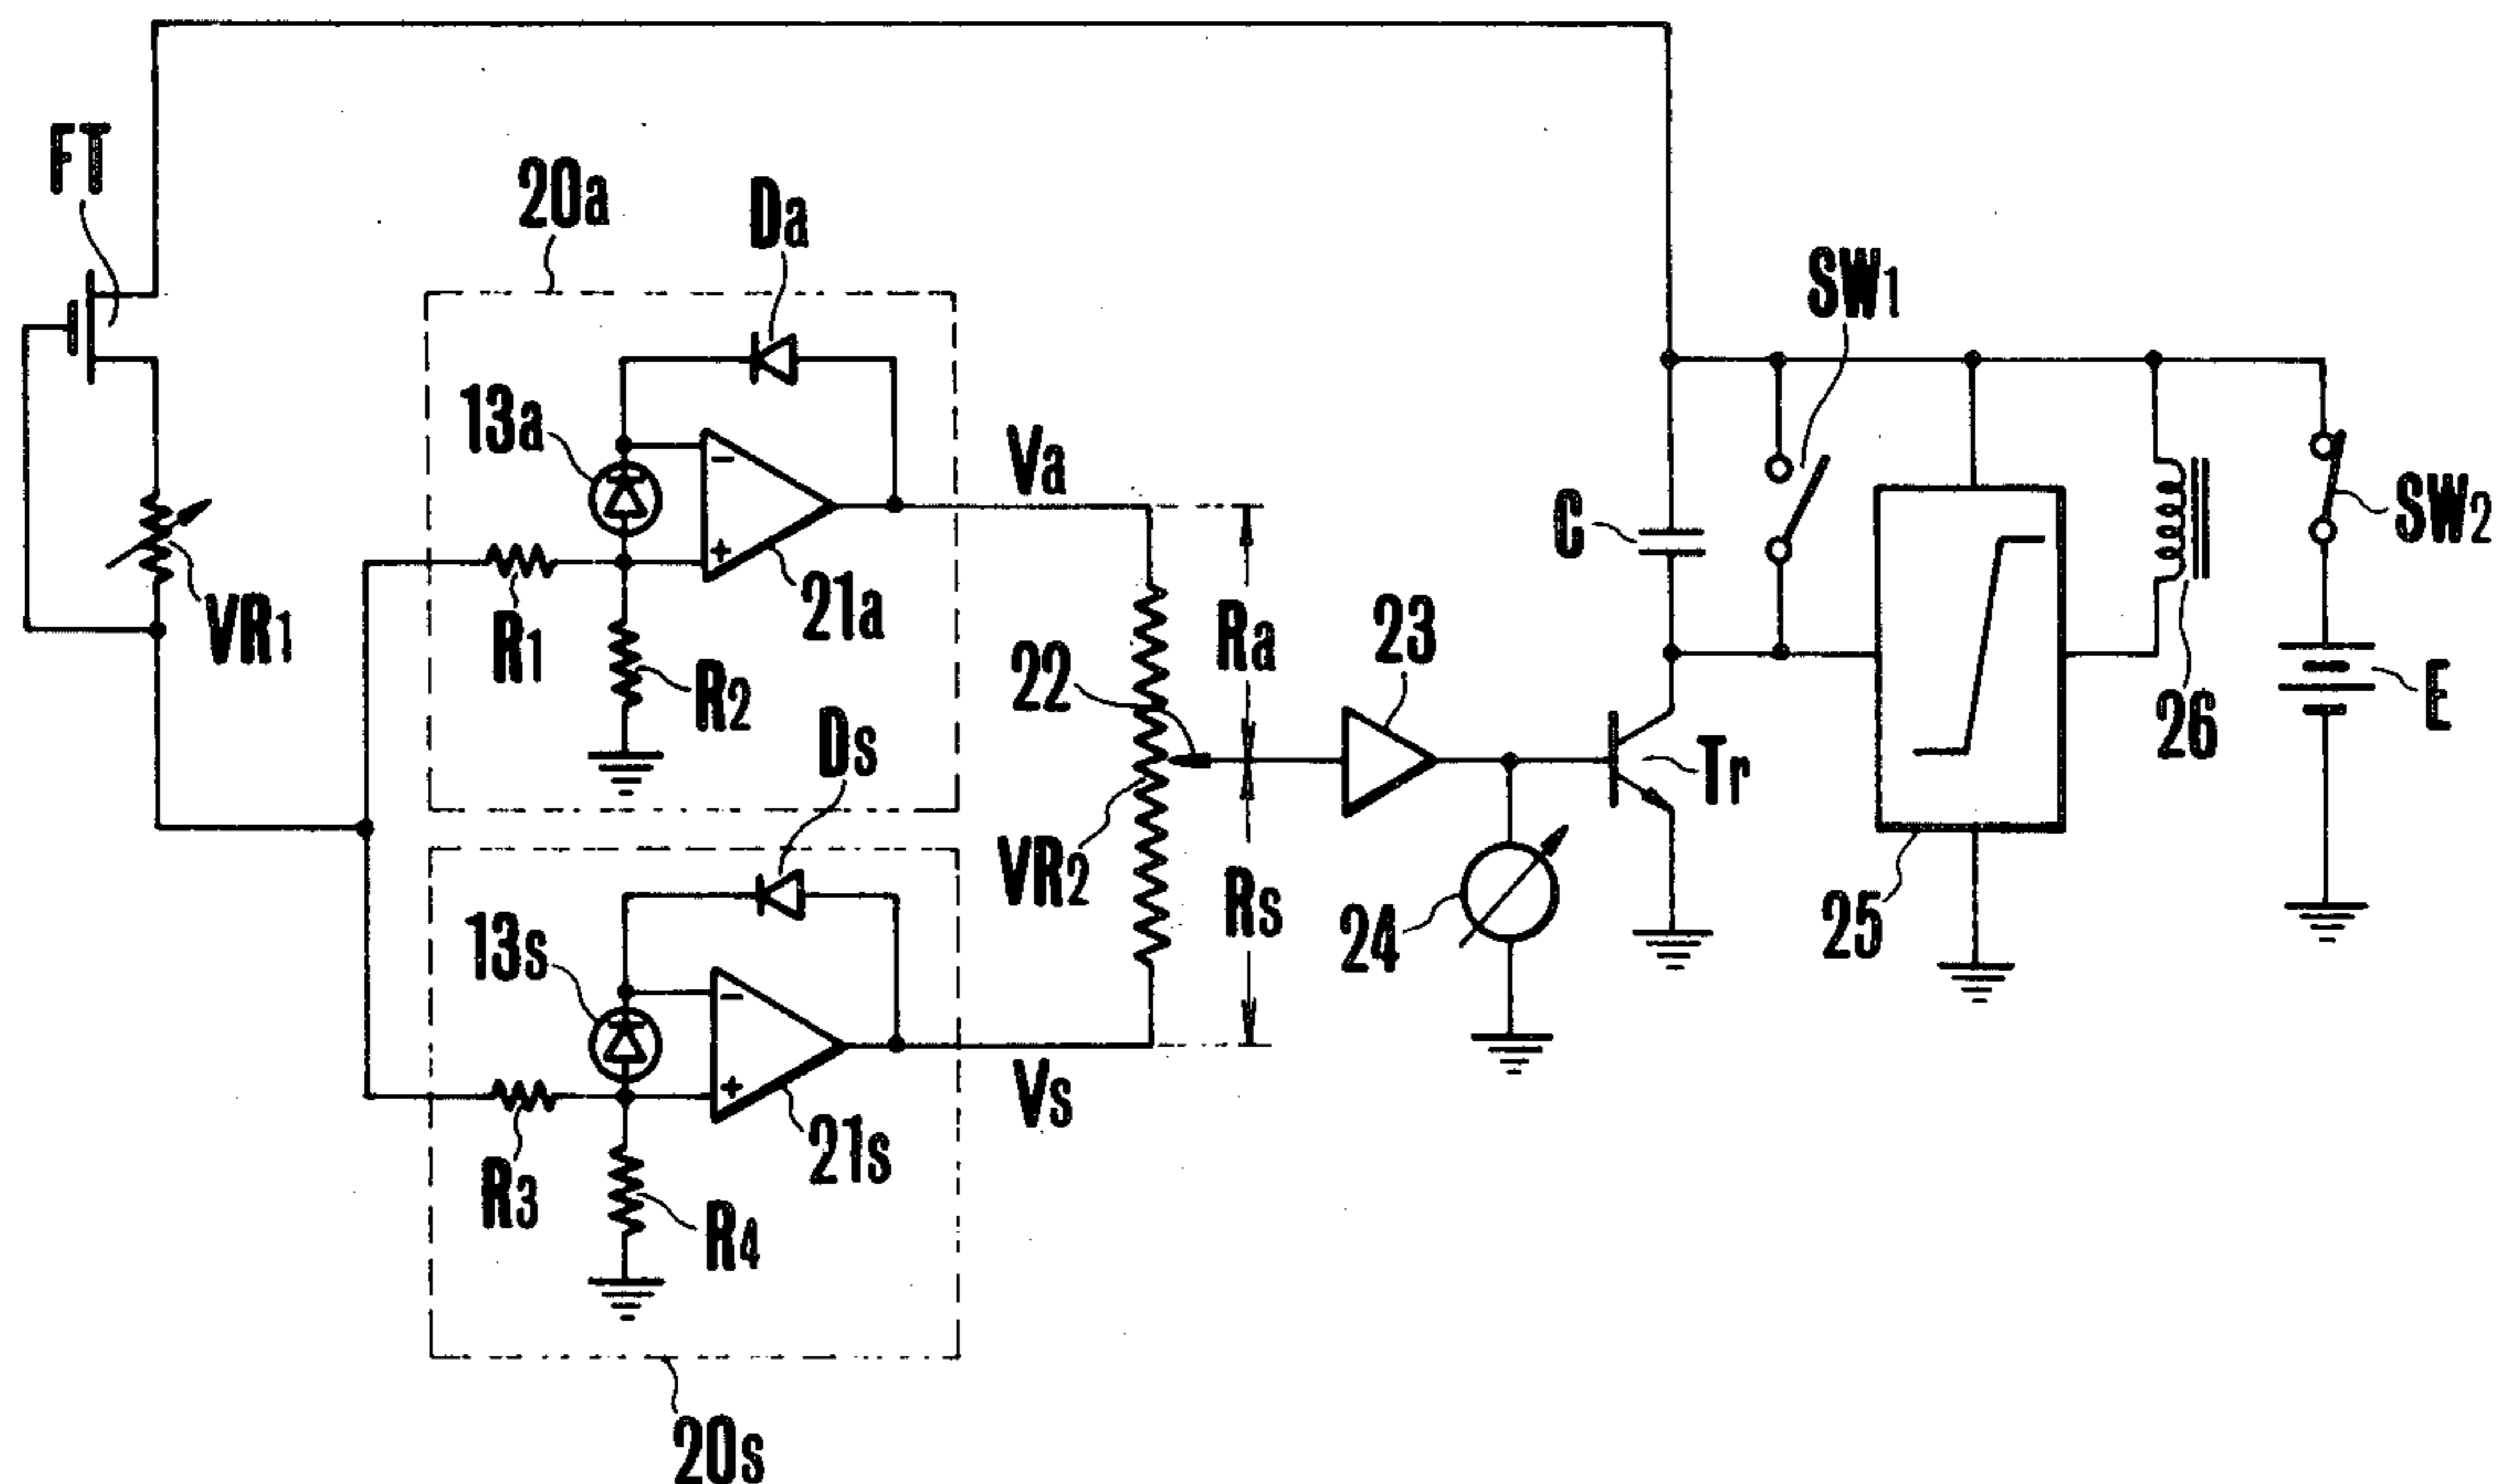 FT
20a
Da
SW1
13a
Va
SW2
C
−
+
21a
R1
VR1
R2
Ra
22
23
Ds
Tr
26
E
VR2
Rs
24
25
13s
−
+
21s
Vs
R3
R4
20s